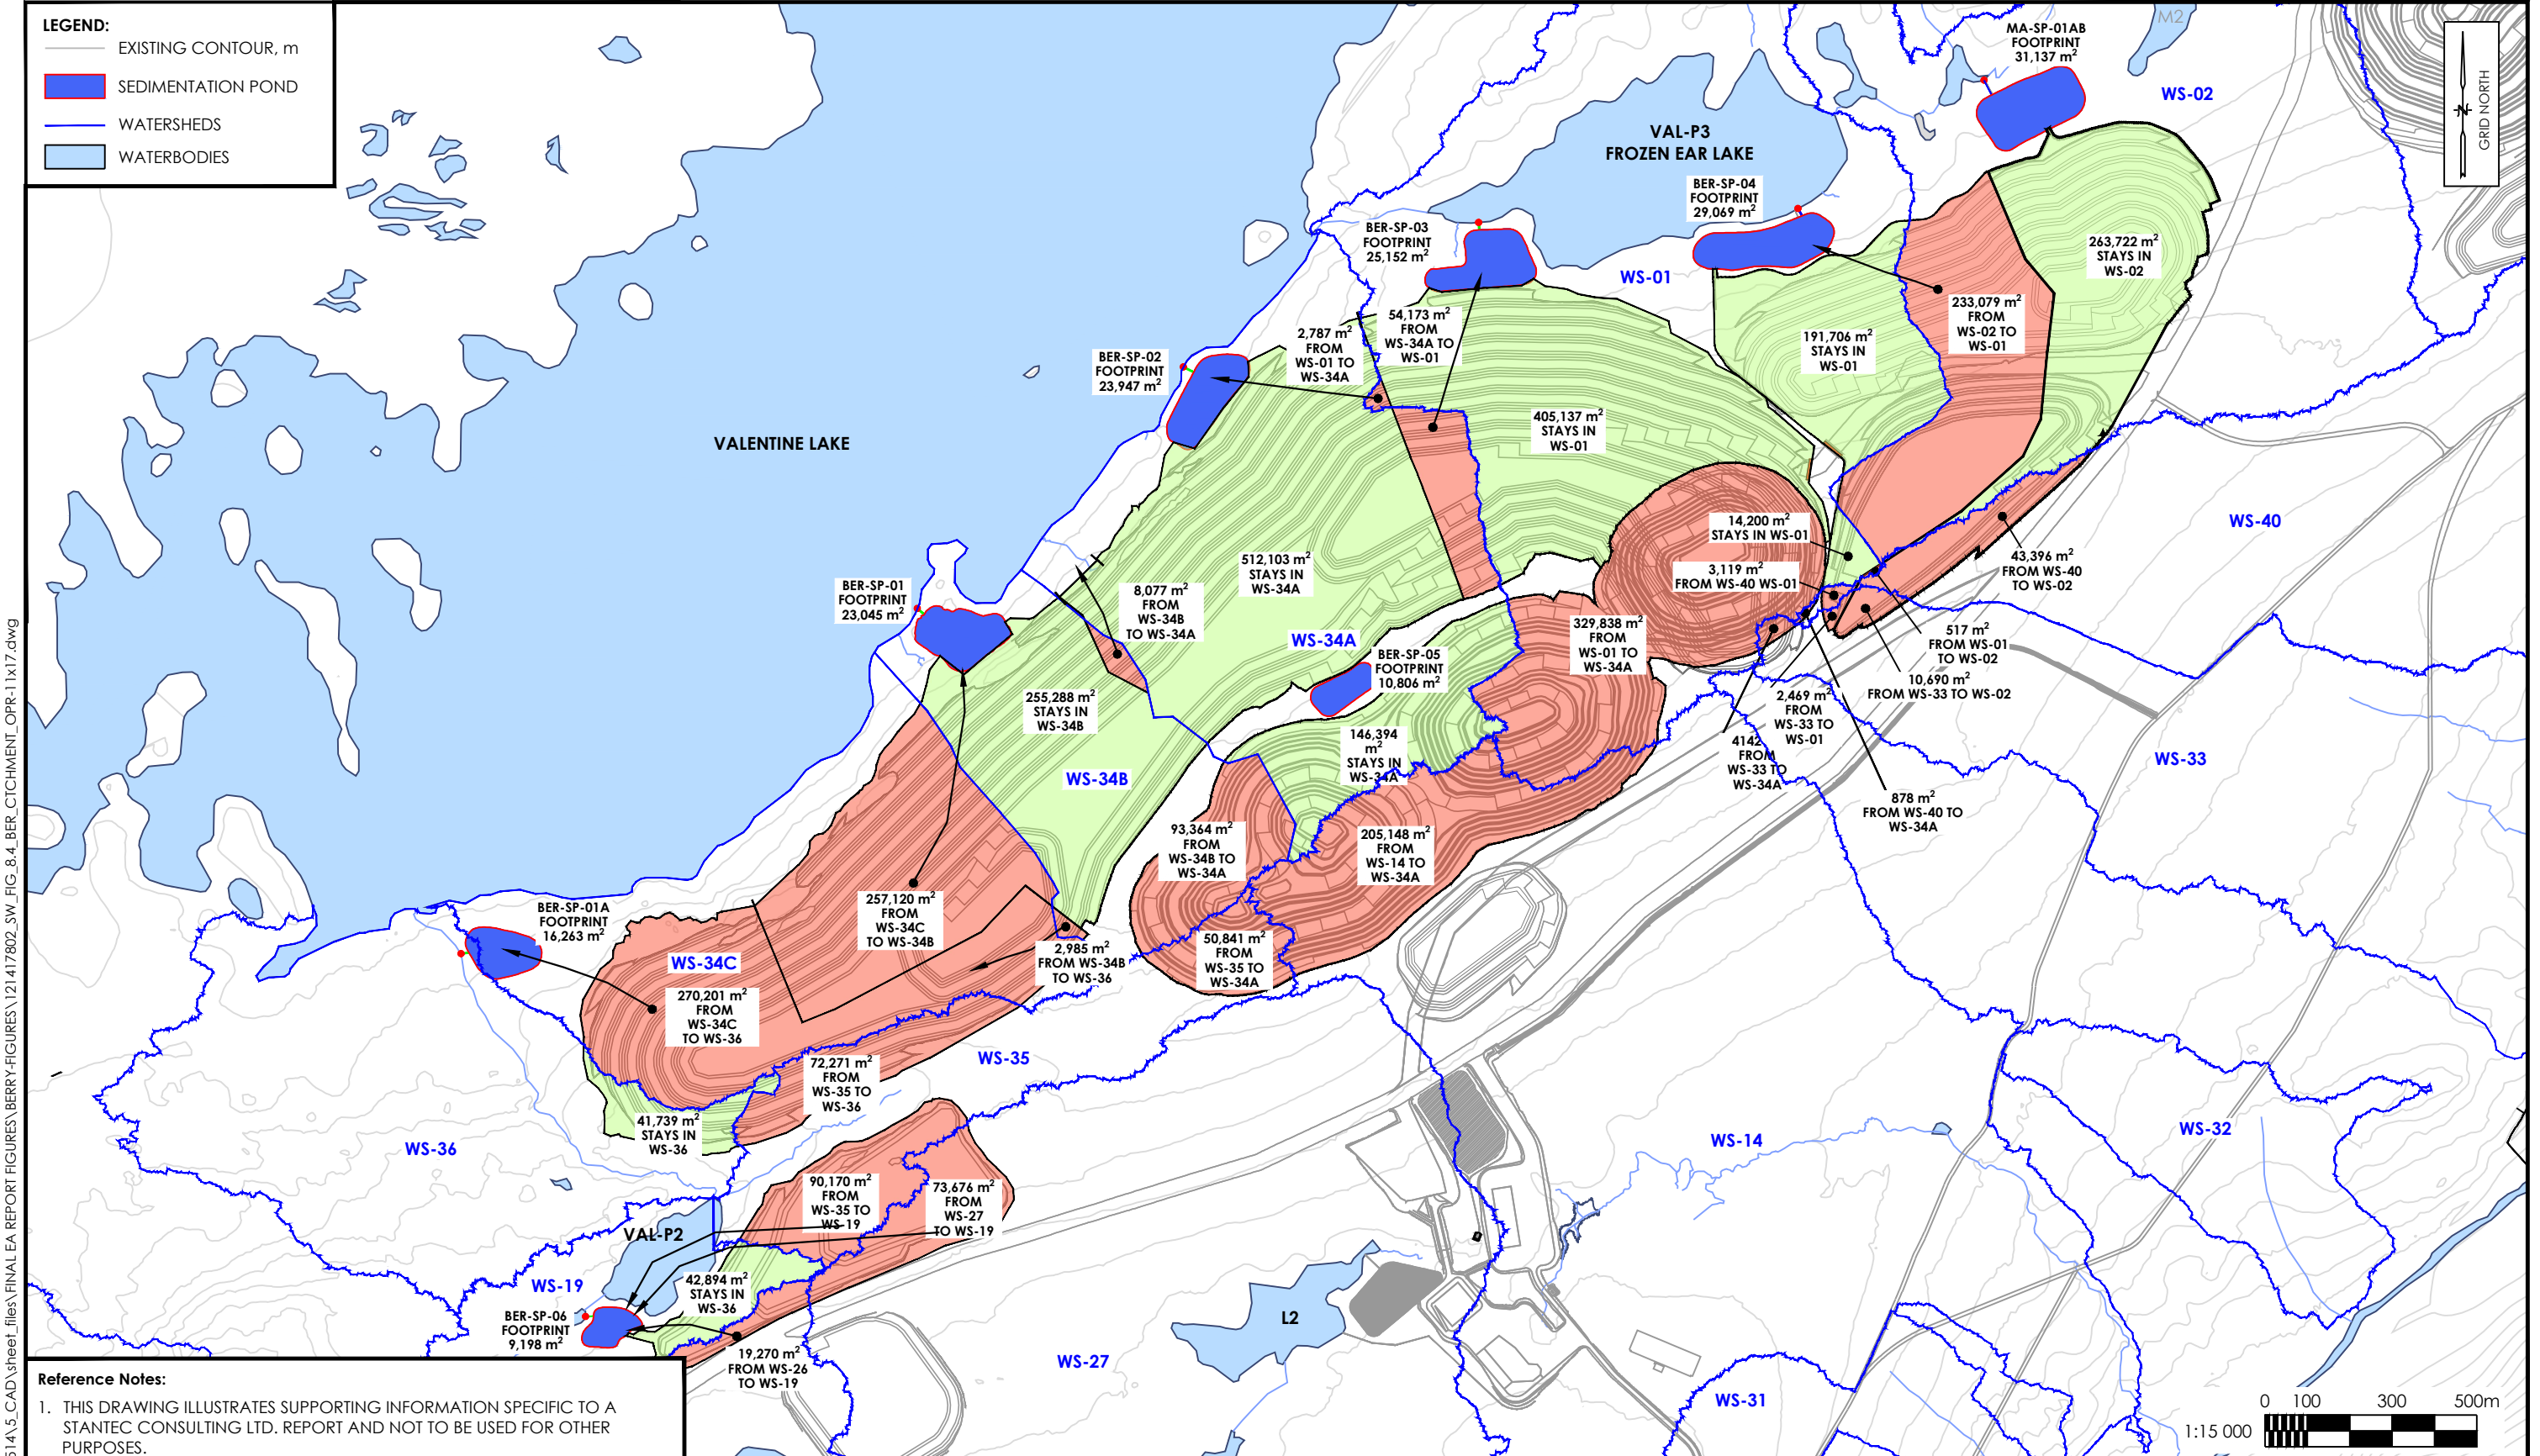 LEGEND:
EXISTING CONTOUR, m
SEDIMENTATION POND
WATERSHEDS
WATERBODIES
M2
MA-SP-01AB
FOOTPRINT
31,137 m²
WS-02
GRID NORTH
N
VAL-P3
FROZEN EAR LAKE
BER-SP-04
FOOTPRINT
29,069 m²
BER-SP-03
FOOTPRINT
25,152 m²
WS-01
263,722 m²
STAYS IN
WS-02
233,079 m²
FROM
WS-02 TO
WS-01
191,706 m²
STAYS IN
WS-01
54,173 m²
FROM
WS-34A TO
WS-01
2,787 m²
FROM
WS-01 TO
WS-34A
BER-SP-02
FOOTPRINT
23,947 m²
405,137 m²
STAYS IN
WS-01
VALENTINE LAKE
14,200 m²
STAYS IN WS-01
3,119 m²
FROM WS-40 WS-01
WS-40
43,396 m²
FROM WS-40
TO WS-02
512,103 m²
STAYS IN
WS-34A
8,077 m²
FROM
WS-34B
TO WS-34A
BER-SP-01
FOOTPRINT
23,045 m²
WS-34A
329,838 m²
FROM
WS-01 TO
WS-34A
517 m²
FROM WS-01
TO WS-02
BER-SP-05
FOOTPRINT
10,806 m²
10,690 m²
FROM WS-33 TO WS-02
2,469 m²
FROM
WS-33 TO
WS-01
255,288 m²
STAYS IN
WS-34B
146,394
m²
STAYS IN
WS-34A
4142
FROM
WS-33 TO
WS-34A
WS-33
WS-34B
878 m²
FROM WS-40 TO
WS-34A
93,364 m²
FROM
WS-34B TO
WS-34A
205,148 m²
FROM
WS-14 TO
WS-34A
257,120 m²
FROM
WS-34C
TO WS-34B
BER-SP-01A
FOOTPRINT
16,263 m²
50,841 m²
FROM
WS-35 TO
WS-34A
2,985 m²
FROM WS-34B
TO WS-36
WS-34C
270,201 m²
FROM
WS-34C
TO WS-36
WS-35
72,271 m²
FROM
WS-35 TO
WS-36
41,739 m²
STAYS IN
WS-36
WS-36
WS-14
WS-32
90,170 m²
FROM
WS-35 TO
WS-19
73,676 m²
FROM
WS-27
TO WS-19
VAL-P2
WS-19
42,894 m²
STAYS IN
WS-36
BER-SP-06
FOOTPRINT
9,198 m²
L2
19,270 m²
FROM WS-26
TO WS-19
WS-27
WS-31
0 100 300 500m
1:15 000
Reference Notes:
1. THIS DRAWING ILLUSTRATES SUPPORTING INFORMATION SPECIFIC TO A
STANTEC CONSULTING LTD. REPORT AND NOT TO BE USED FOR OTHER
PURPOSES.
514\5_CAD\sheet_files\FINAL EA REPORT FIGURES\BERRY-FIGURES\121417802_SW_FIG_8.4_BER_CTCHMENT_OPR-11x17.dwg